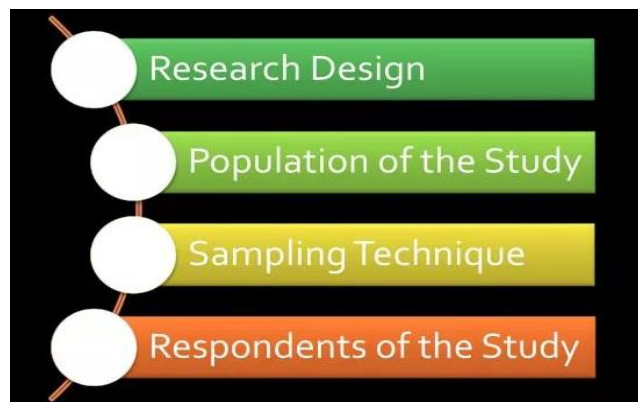 Research Design
Population of the Study
Sampling Technique
Respondents of the Study